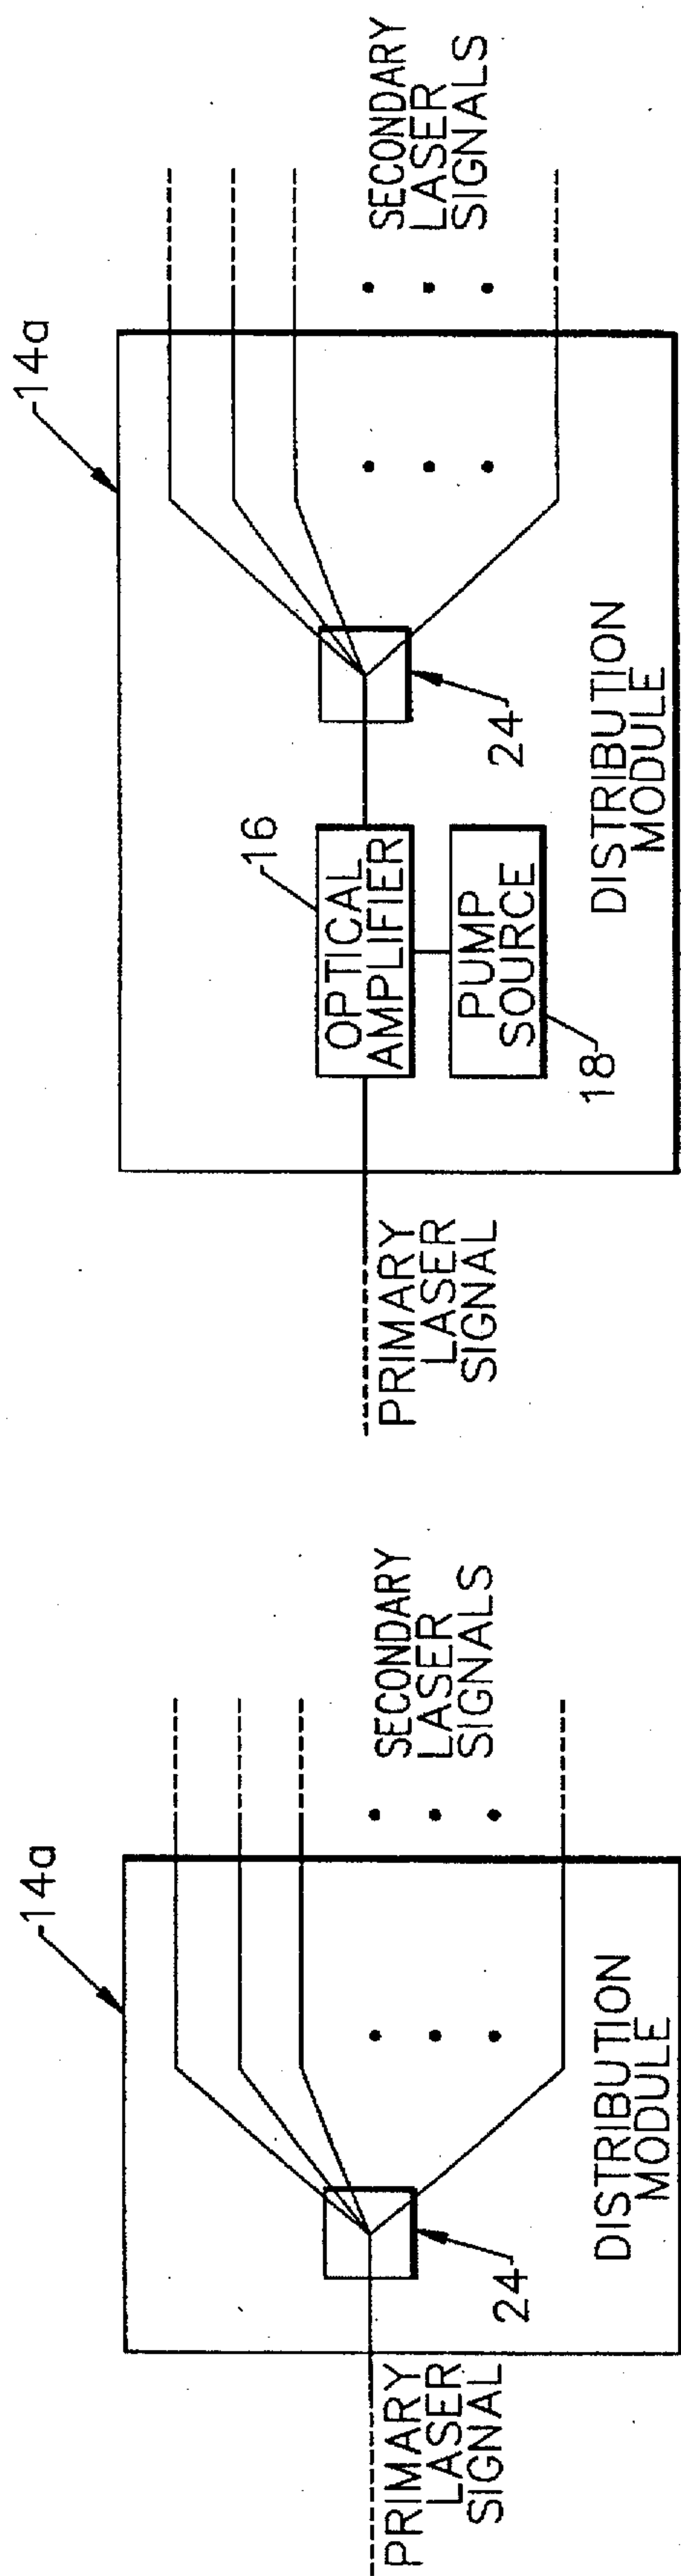 14a
PRIMARY
LASER
SIGNAL
24
SECONDARY
LASER
SIGNALS
DISTRIBUTION
MODULE
14a
PRIMARY
LASER
SIGNAL
16
OPTICAL
AMPLIFIER
PUMP
SOURCE
18
24
SECONDARY
LASER
SIGNALS
DISTRIBUTION
MODULE